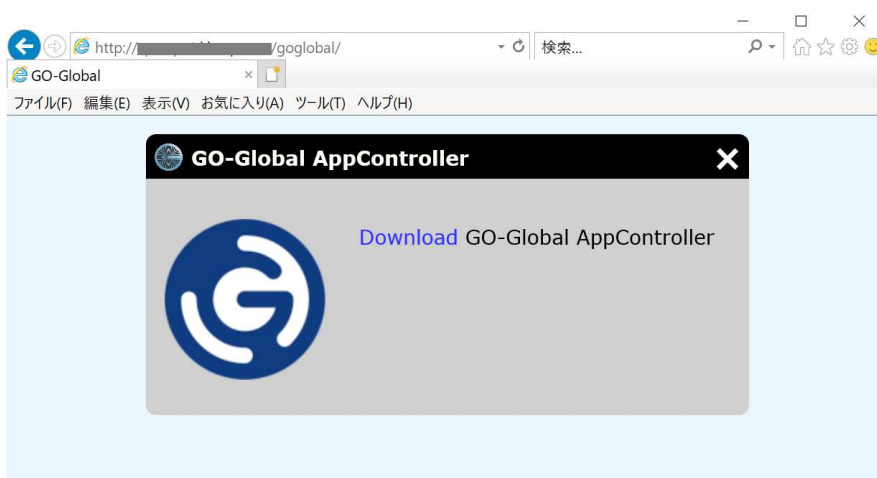 http:// /goglobal/
検索...
GO-Global
ファイル(F) 編集(E) 表示(V) お気に入り(A) ツール(T) ヘルプ(H)
GO-Global AppController
Download GO-Global AppController